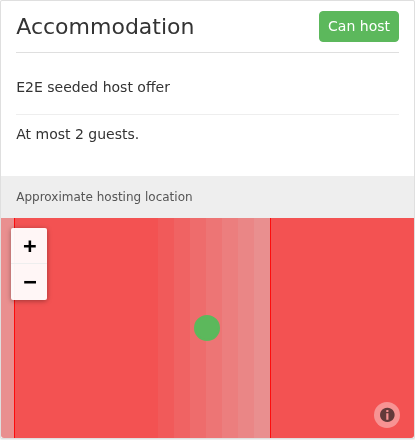 Accommodation
Can host
E2E seeded host offer
At most 2 guests.
Approximate hosting location
+
−
i